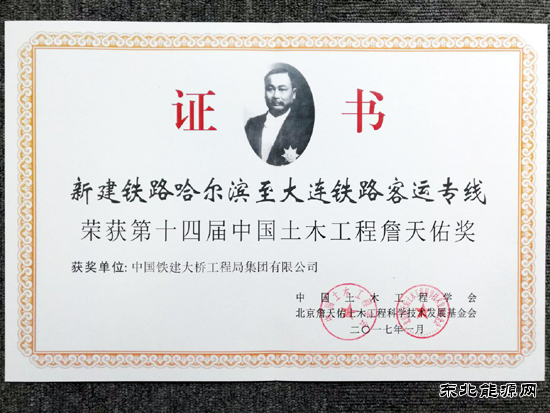 证书
新建铁路哈尔滨至大连铁路客运专线
荣获第十四届中国土木工程詹天佑奖
获奖单位:中国铁建大桥工程局集团有限公司
中国土木工程学会
北京詹天佑土木工程科学技术发展基金会
二〇一七年一月
东北能源网